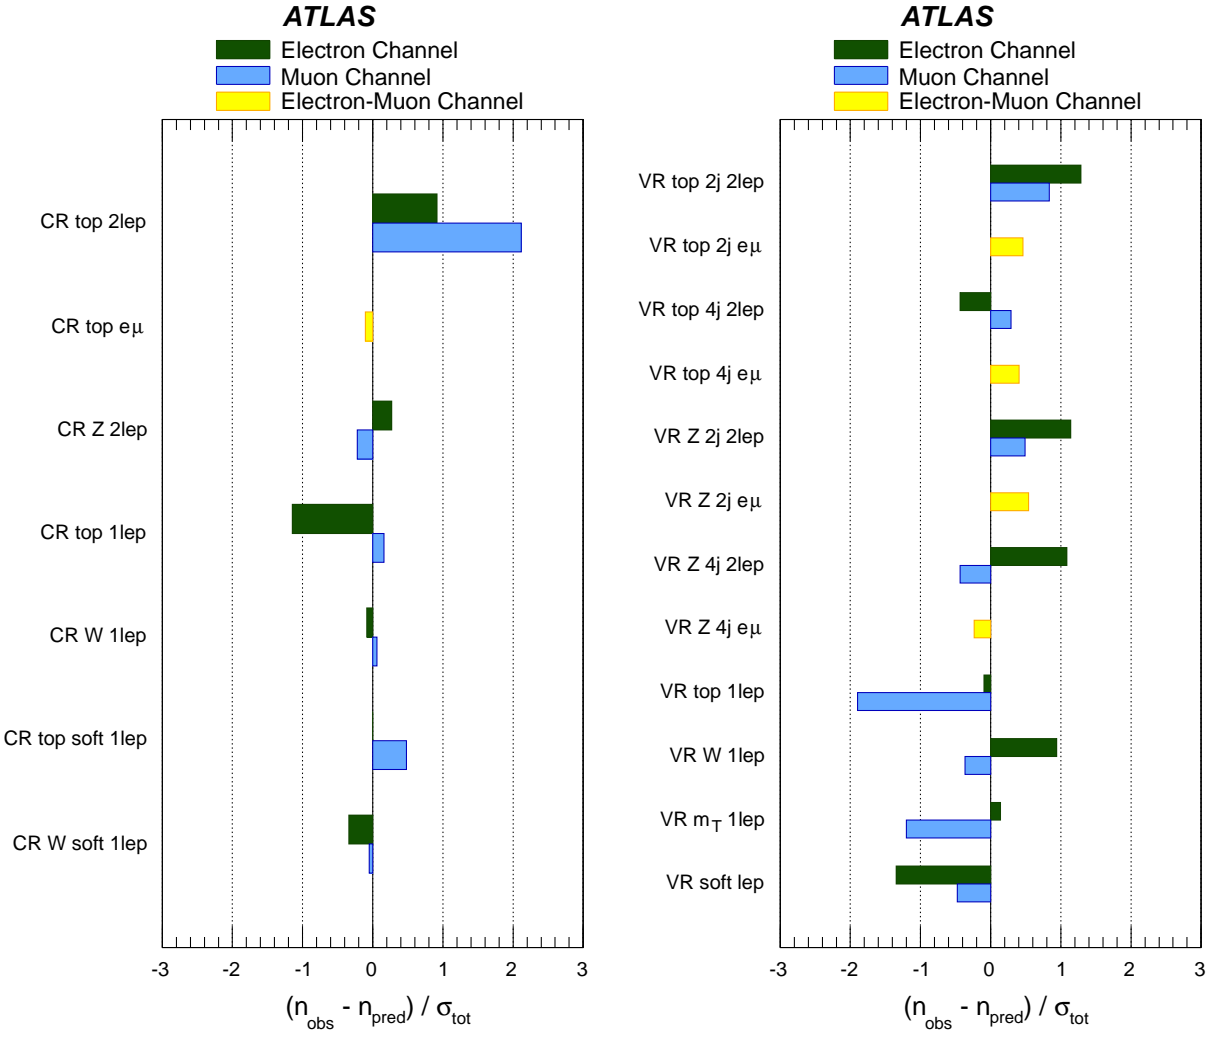 ATLAS
Electron Channel
Muon Channel
Electron-Muon Channel
CR top 2lep
CR top eμ
CR Z 2lep
CR top 1lep
CR W 1lep
CR top soft 1lep
CR W soft 1lep
-3 -2 -1 0 1 2 3
(n_obs - n_pred) / σ_tot
ATLAS
Electron Channel
Muon Channel
Electron-Muon Channel
VR top 2j 2lep
VR top 2j eμ
VR top 4j 2lep
VR top 4j eμ
VR Z 2j 2lep
VR Z 2j eμ
VR Z 4j 2lep
VR Z 4j eμ
VR top 1lep
VR W 1lep
VR m_T 1lep
VR soft lep
-3 -2 -1 0 1 2 3
(n_obs - n_pred) / σ_tot